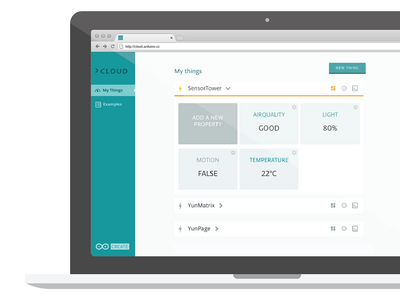 http://cloud.arduino.cc
CLOUD
My Things
Examples
CREATE
My things
NEW THING
SensorTower
ADD A NEW
PROPERTY
AIRQUALITY
GOOD
LIGHT
80%
MOTION
FALSE
TEMPERATURE
22°C
YunMatrix
YunPage